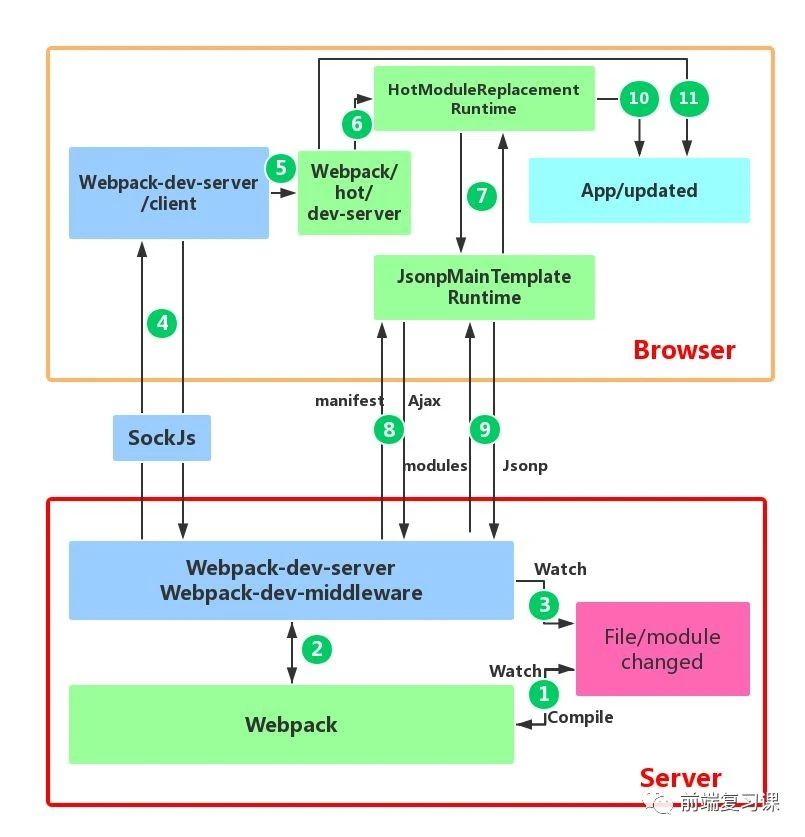 HotModuleReplacement
Runtime
10
11
6
5
Webpack-dev-server
/client
Webpack/
hot/
dev-server
7
App/updated
JsonpMainTemplate
Runtime
4
Browser
manifest
Ajax
8
9
SockJs
modules
Jsonp
Webpack-dev-server
Webpack-dev-middleware
Watch
3
File/module
changed
2
Watch
1
Compile
Webpack
Server
前端复习课